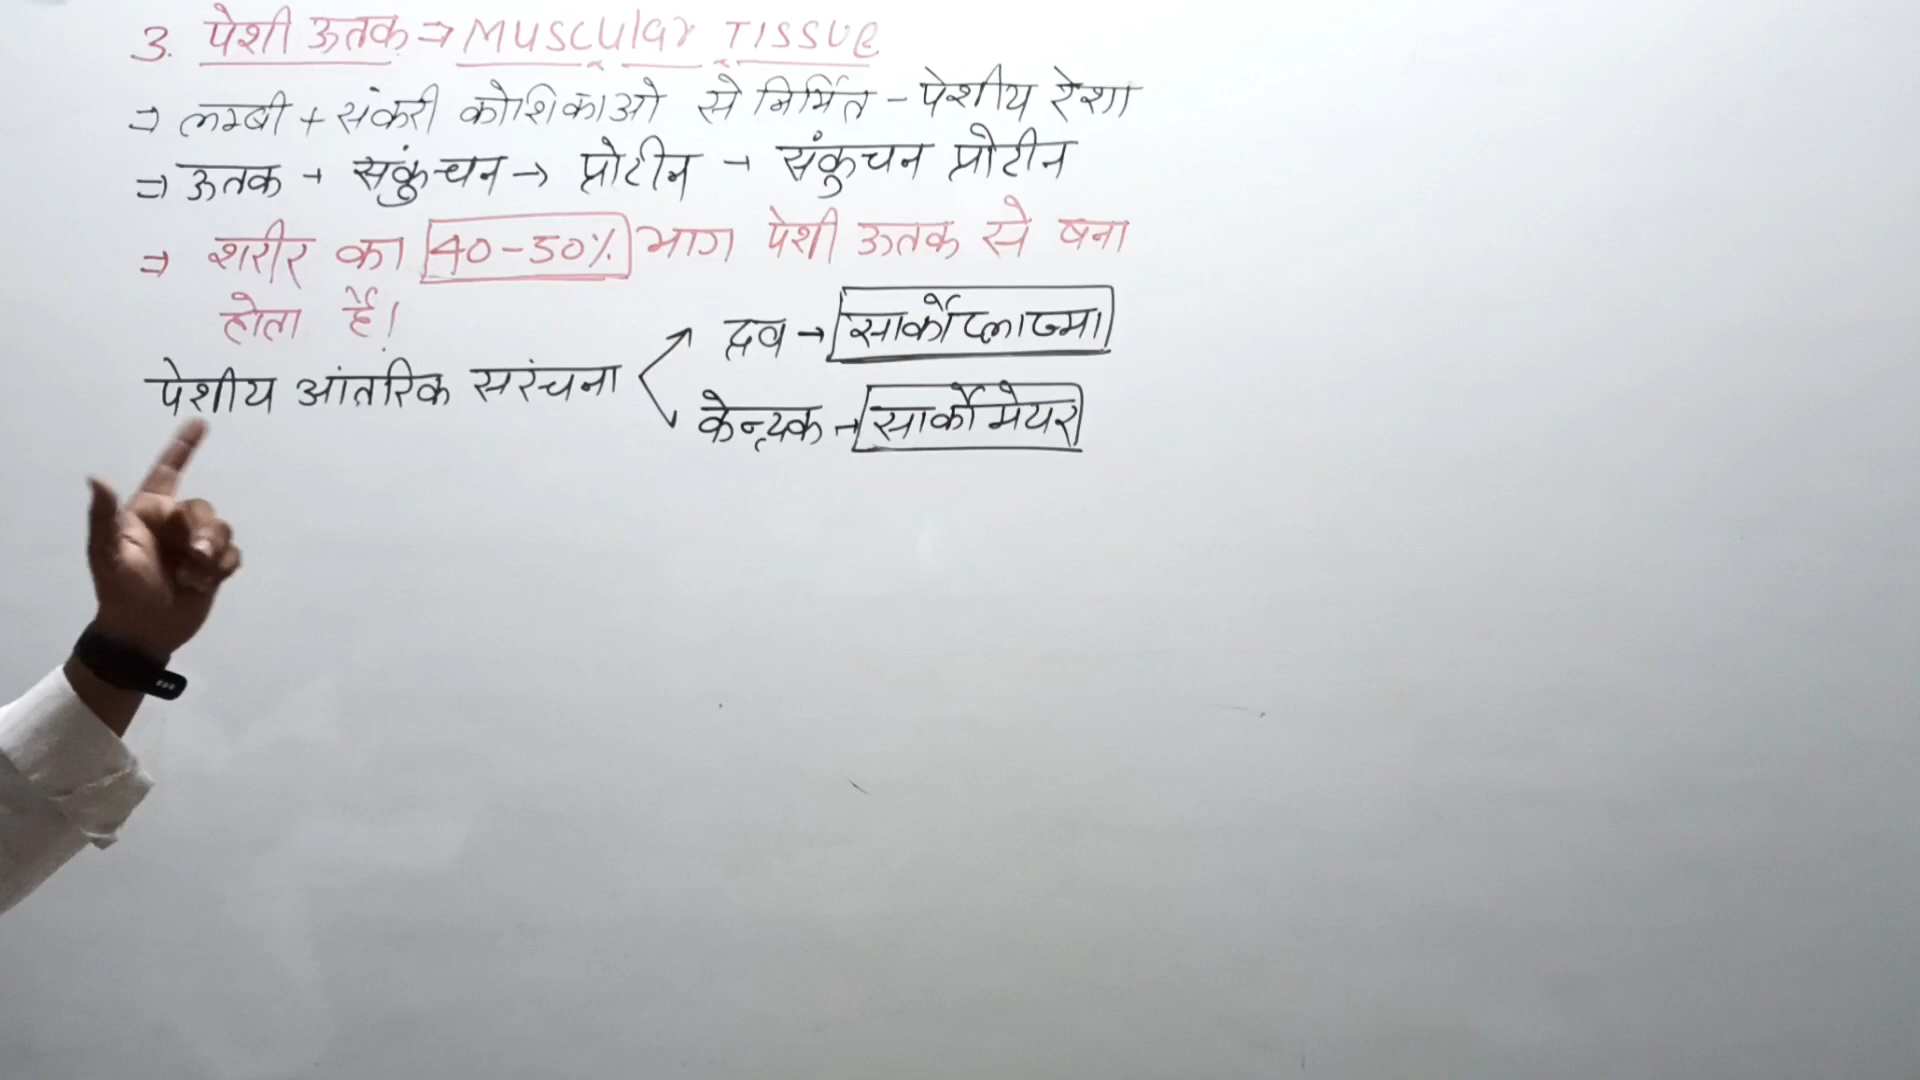 3. पेशी ऊतक ⇒ MUSCULAR TISSUE
⇒ लम्बी + संकरी कोशिकाओ से निर्मित - पेशीय रेशा
⇒ ऊतक → सकुंचन → प्रोटीन → संकुचन प्रोटीन
⇒ शरीर का 40-50% भाग पेशी ऊतक से बना
होता है।
द्रव → सार्कोप्लाज्मा
पेशीय आंतरिक सरंचना
केन्द्रक → सार्कोमेयर